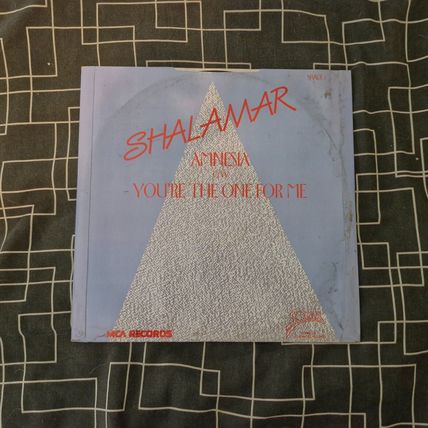 SHALAMAR
AMNESIA
C/W
- YOU'RE THE ONE FOR ME
MCA RECORDS